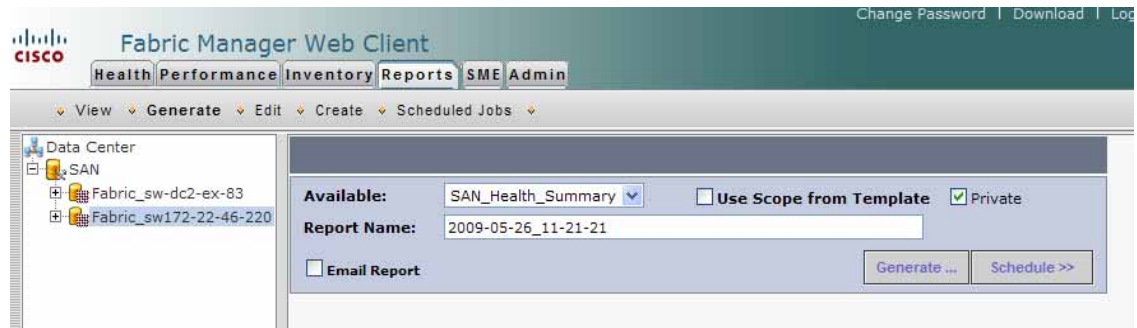 Change Password | Download | Log
CISCO
Fabric Manager Web Client
Health Performance Inventory Reports SME Admin
View Generate Edit Create Scheduled Jobs
Data Center
SAN
Fabric_sw-dc2-ex-83
Fabric_sw172-22-46-220
Available: SAN_Health_Summary Use Scope from Template Private
Report Name: 2009-05-26_11-21-21
Email Report Generate ... Schedule >>